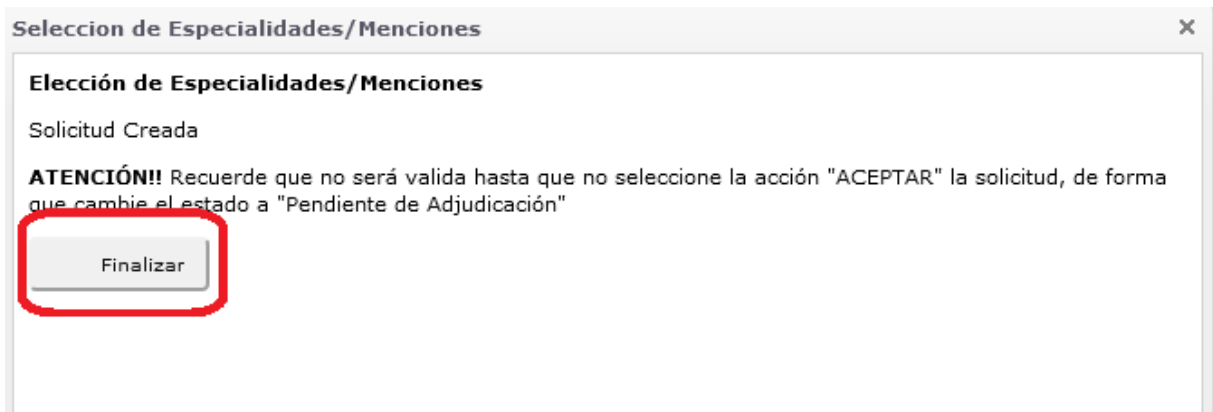 Seleccion de Especialidades/Menciones
Elección de Especialidades/Menciones
Solicitud Creada
ATENCIÓN!! Recuerde que no será valida hasta que no seleccione la acción "ACEPTAR" la solicitud, de forma
que cambie el estado a "Pendiente de Adjudicación"
Finalizar